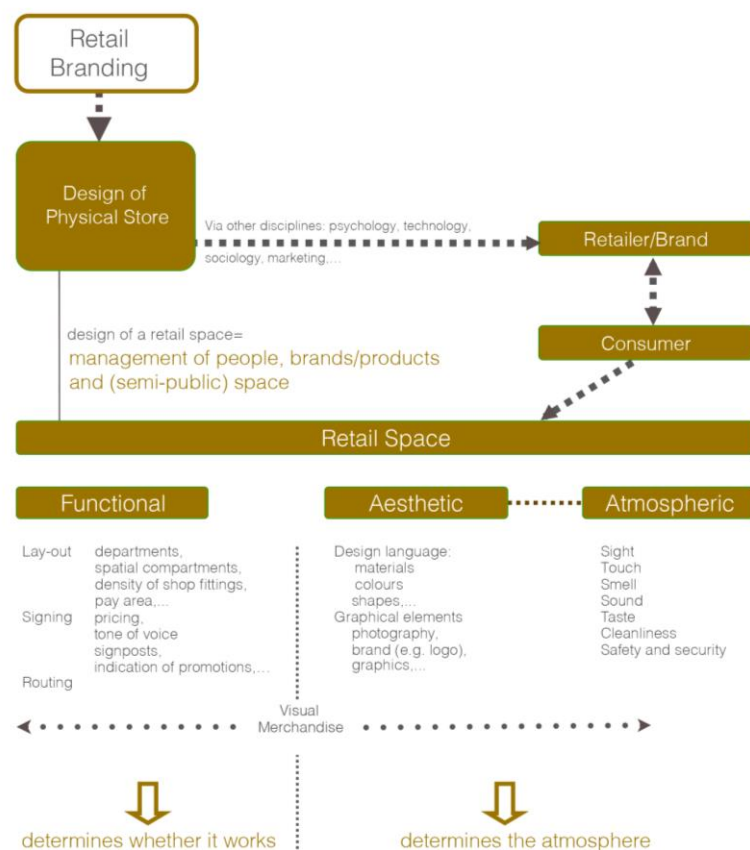 Retail
Branding
Design of
Physical Store
Via other disciplines: psychology, technology,
sociology, marketing,...
Retailer/Brand
design of a retail space=
management of people, brands/products
and (semi-public) space
Consumer
Retail Space
Functional
Aesthetic
Atmospheric
Lay-out departments,
spatial compartments,
density of shop fittings,
pay area,...
Signing pricing,
tone of voice
signposts,
indication of promotions,...
Routing
Design language:
materials
colours
shapes,...
Graphical elements
photography,
brand (e.g. logo),
graphics,...
Sight
Touch
Smell
Sound
Taste
Cleanliness
Safety and security
Visual
Merchandise
determines whether it works
determines the atmosphere